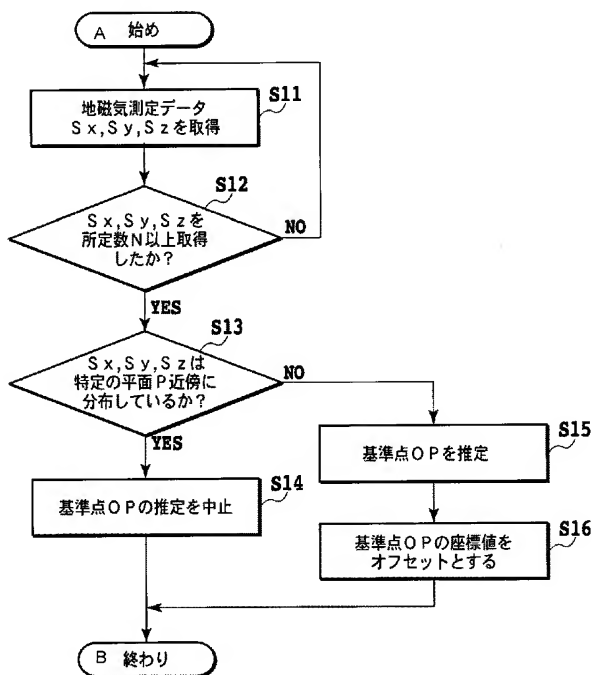 A 始め
S11
地磁気測定データ
Sx,Sy,Szを取得
S12
Sx,Sy,Szを
所定数N以上取得
したか?
NO
YES
S13
Sx,Sy,Szは
特定の平面P近傍に
分布しているか?
NO
YES
S14
基準点OPの推定を中止
S15
基準点OPを推定
S16
基準点OPの座標値を
オフセットとする
B 終わり